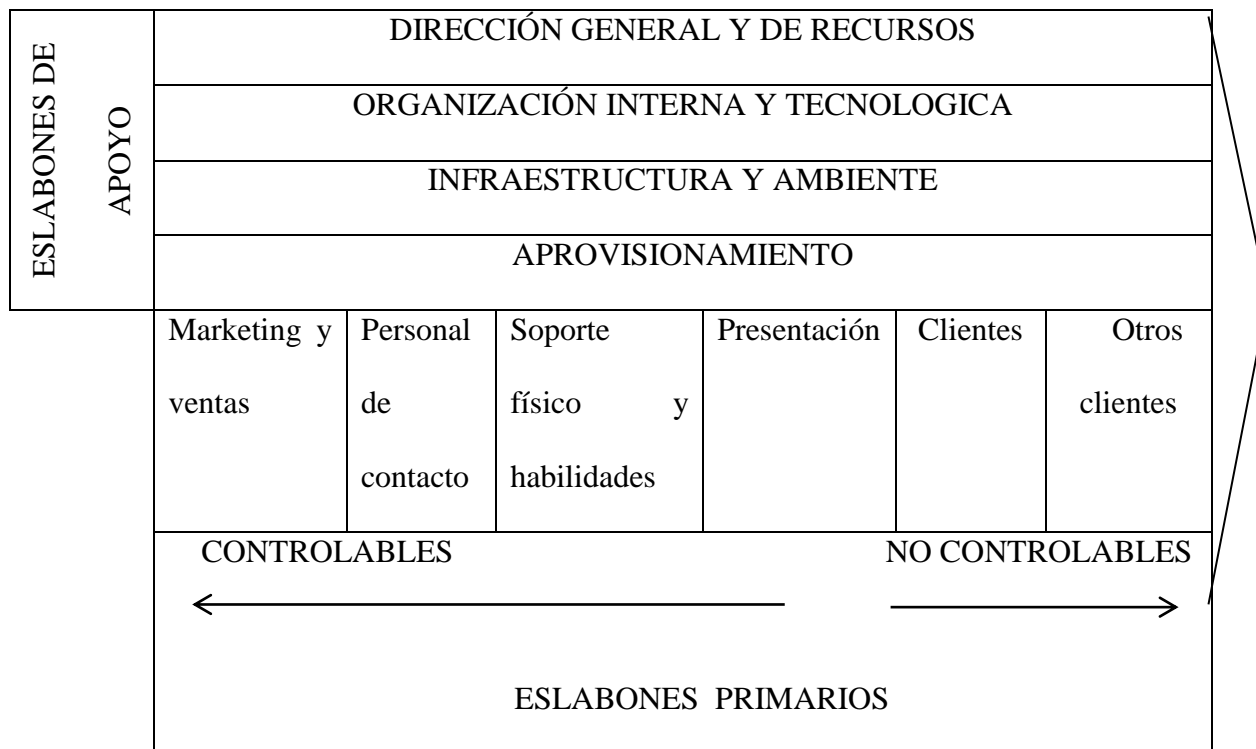 ESLABONES DE
APOYO
DIRECCIÓN GENERAL Y DE RECURSOS
ORGANIZACIÓN INTERNA Y TECNOLOGICA
INFRAESTRUCTURA Y AMBIENTE
APROVISIONAMIENTO
Marketing y
ventas
Personal
de
contacto
Soporte
físico y
habilidades
Presentación
Clientes
Otros
clientes
CONTROLABLES
NO CONTROLABLES
ESLABONES PRIMARIOS